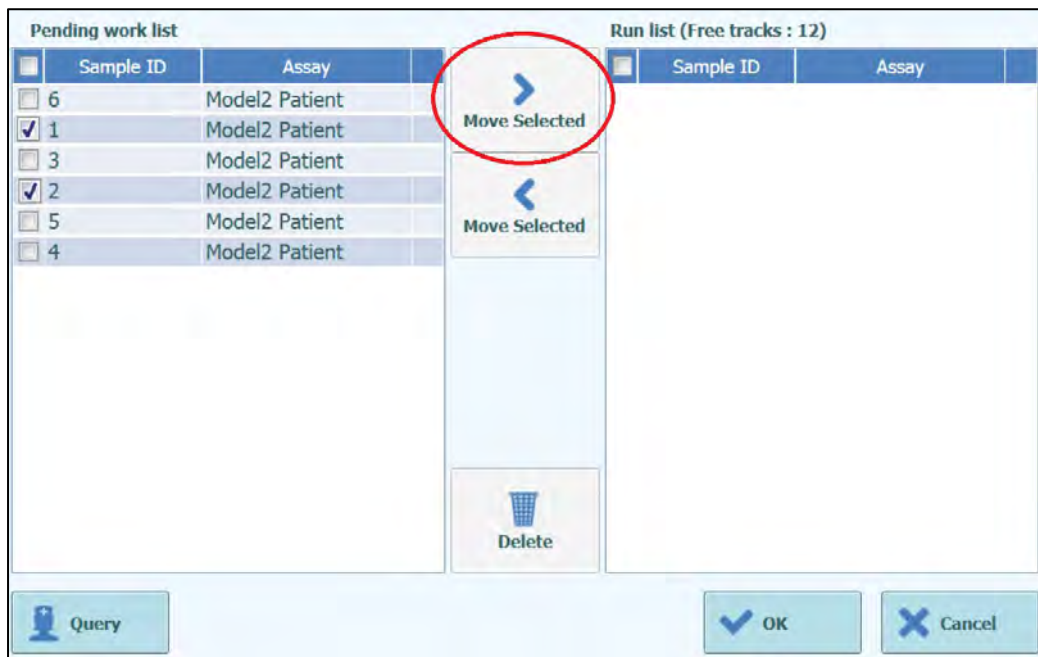 Pending work list
Sample ID Assay
6 Model2 Patient
1 Model2 Patient
3 Model2 Patient
2 Model2 Patient
5 Model2 Patient
4 Model2 Patient
Move Selected
Move Selected
Delete
Run list (Free tracks : 12)
Sample ID Assay
Query
OK
Cancel